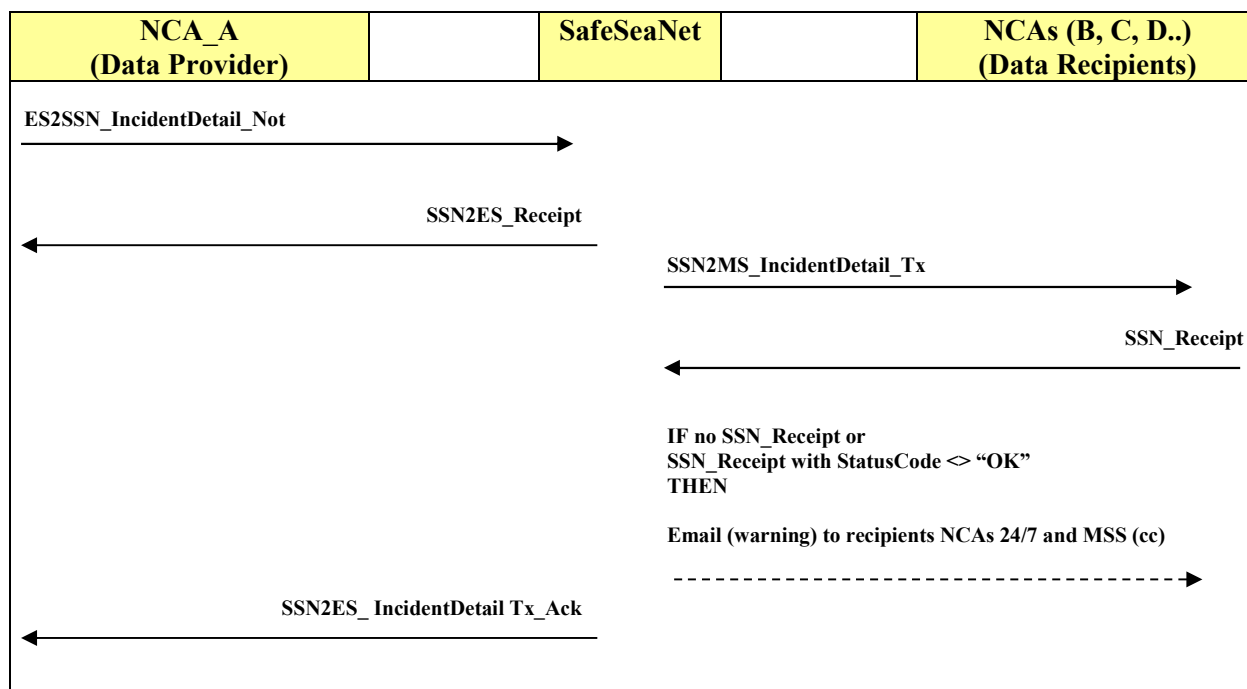 NCA_A
(Data Provider)
SafeSeaNet
NCAs (B, C, D..)
(Data Recipients)
ES2SSN_IncidentDetail_Not
SSN2ES_Receipt
SSN2MS_IncidentDetail_Tx
SSN_Receipt
IF no SSN_Receipt or
SSN_Receipt with StatusCode <> “OK”
THEN
Email (warning) to recipients NCAs 24/7 and MSS (cc)
SSN2ES_ IncidentDetail Tx_Ack